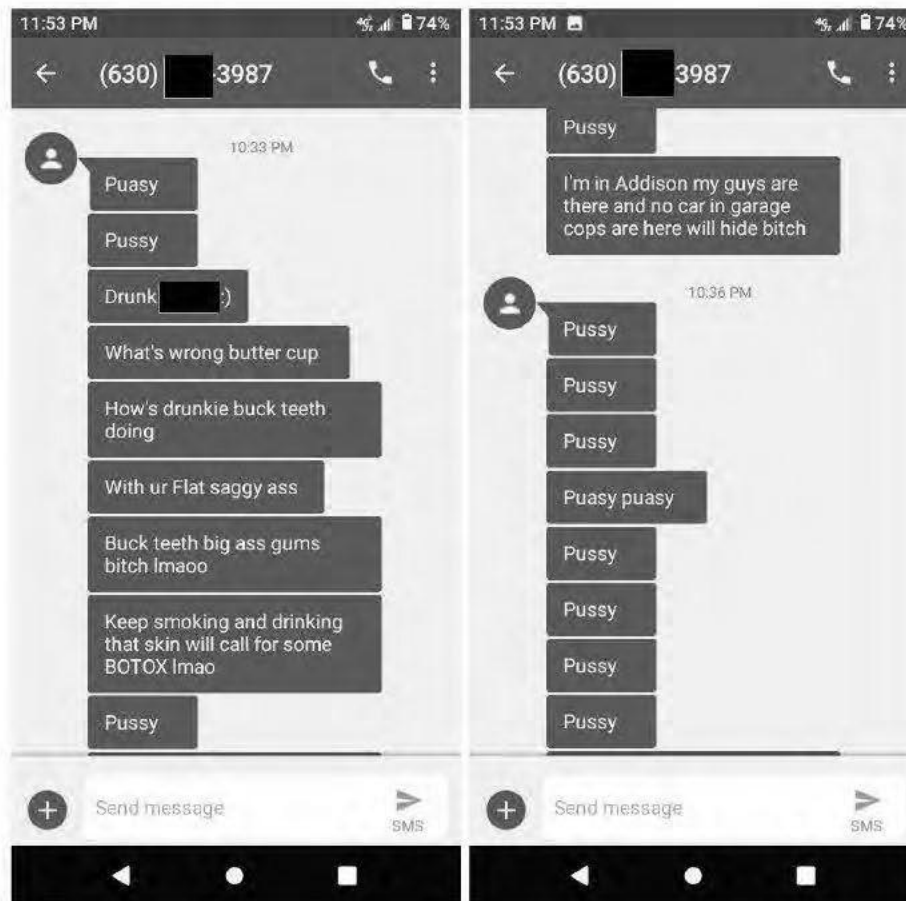 11:53 PM
4G 74%
(630) 3987
10:33 PM
Puasy
Pussy
Drunk :)
What's wrong butter cup
How's drunkie buck teeth
doing
With ur Flat saggy ass
Buck teeth big ass gums
bitch lmaoo
Keep smoking and drinking
that skin will call for some
BOTOX lmao
Pussy
Send message
SMS
11:53 PM
4G 74%
(630) 3987
Pussy
I'm in Addison my guys are
there and no car in garage
cops are here will hide bitch
10:36 PM
Pussy
Pussy
Pussy
Puasy puasy
Pussy
Pussy
Pussy
Pussy
Send message
SMS